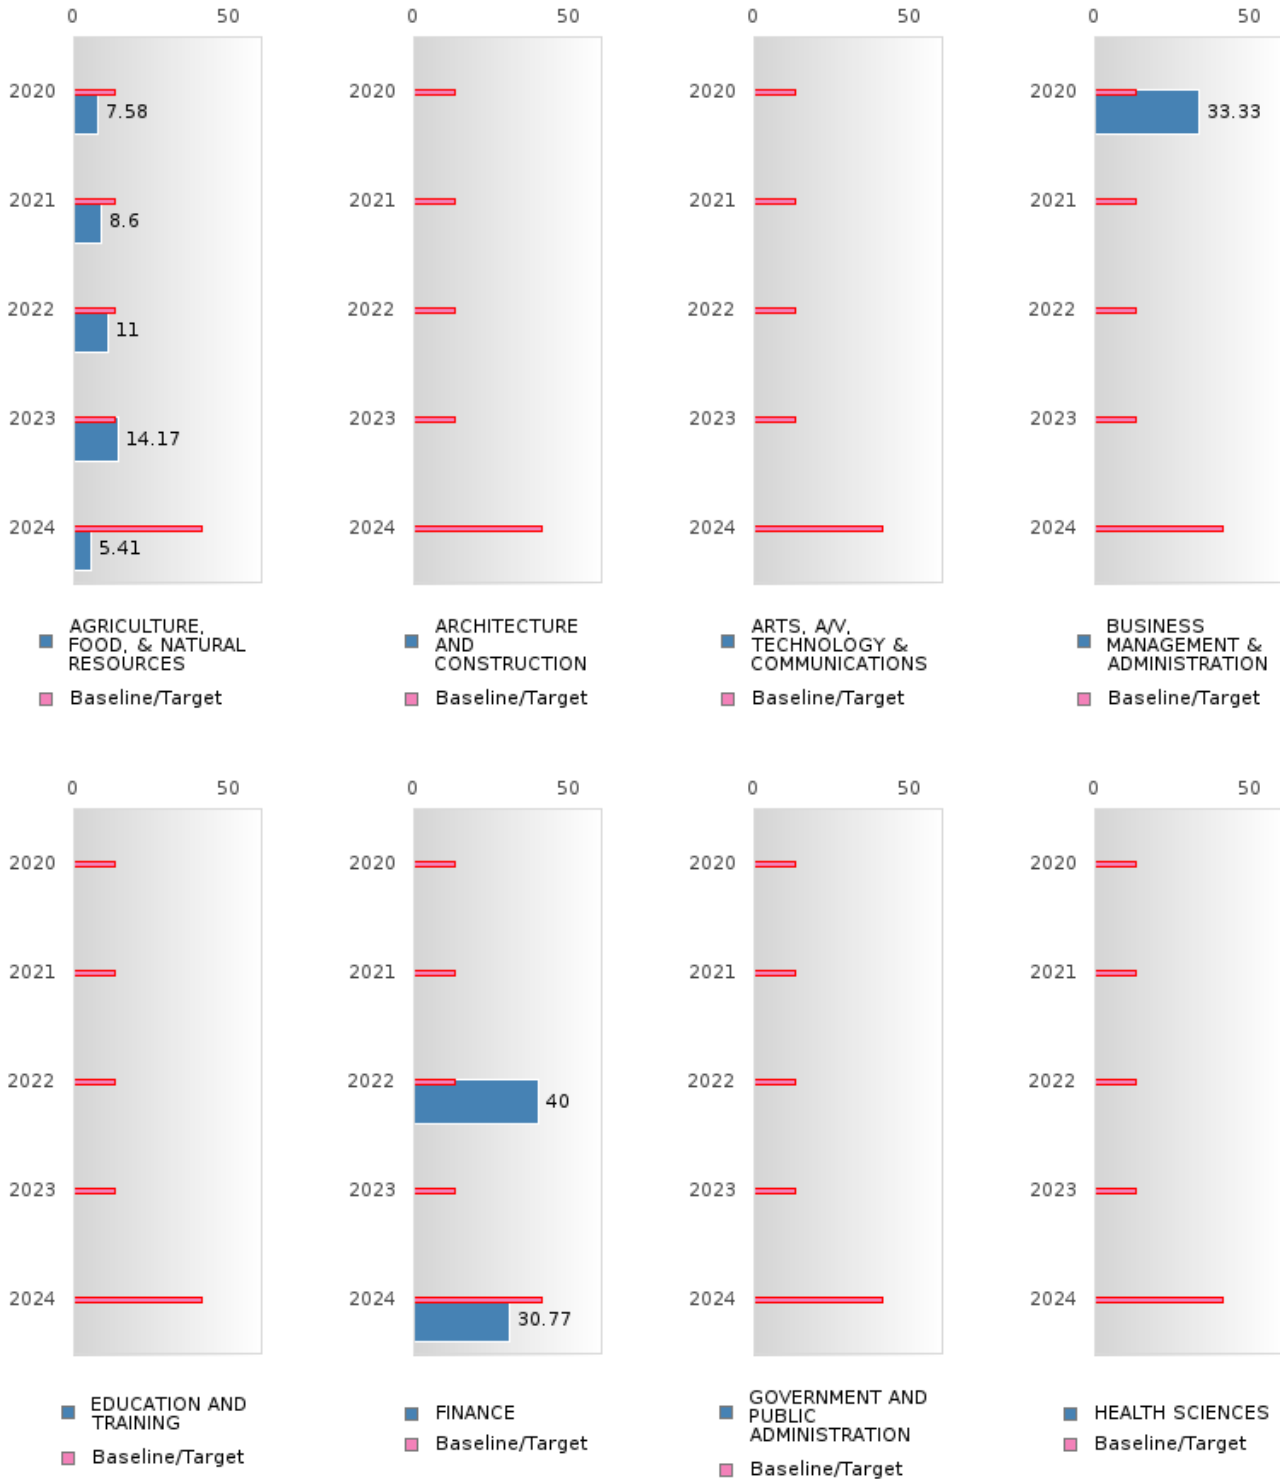 0 50
2020
7.58
2021
8.6
2022
11
2023
14.17
2024
5.41
AGRICULTURE,
FOOD, & NATURAL
RESOURCES
Baseline/Target
0 50
2020
2021
2022
2023
2024
ARCHITECTURE
AND
CONSTRUCTION
Baseline/Target
0 50
2020
2021
2022
2023
2024
ARTS, A/V,
TECHNOLOGY &
COMMUNICATIONS
Baseline/Target
0 50
2020
33.33
2021
2022
2023
2024
BUSINESS
MANAGEMENT &
ADMINISTRATION
Baseline/Target
0 50
2020
2021
2022
2023
2024
EDUCATION AND
TRAINING
Baseline/Target
0 50
2020
2021
2022
40
2023
2024
30.77
FINANCE
Baseline/Target
0 50
2020
2021
2022
2023
2024
GOVERNMENT AND
PUBLIC
ADMINISTRATION
Baseline/Target
0 50
2020
2021
2022
2023
2024
HEALTH SCIENCES
Baseline/Target